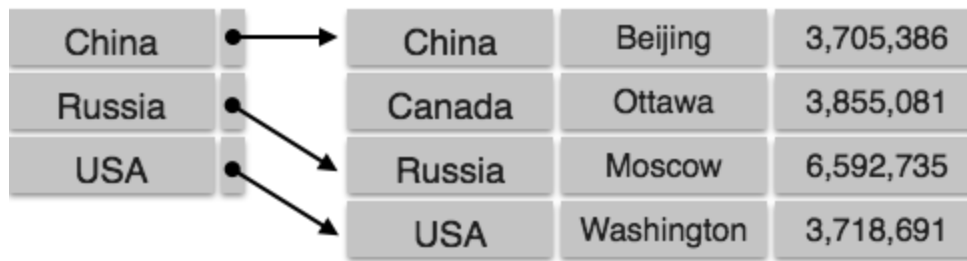 China China Beijing 3,705,386
Russia Canada Ottawa 3,855,081
USA Russia Moscow 6,592,735
USA Washington 3,718,691